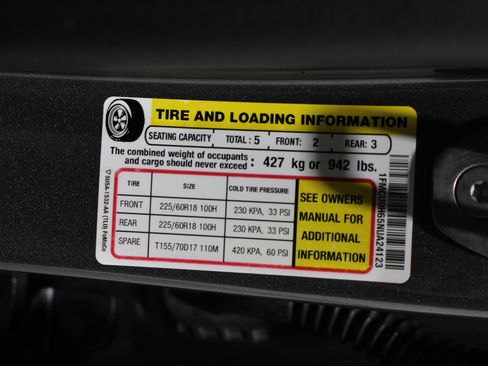 TIRE AND LOADING INFORMATION
SEATING CAPACITY TOTAL : 5 FRONT: 2 REAR: 3
The combined weight of occupants
and cargo should never exceed : 427 kg or 942 lbs.
TIRE SIZE COLD TIRE PRESSURE
FRONT 225/60R18 100H 230 KPA, 33 PSI
REAR 225/60R18 100H 230 KPA, 33 PSI
SPARE T155/70D17 110M 420 KPA, 60 PSI
SEE OWNERS
MANUAL FOR
ADDITIONAL
INFORMATION